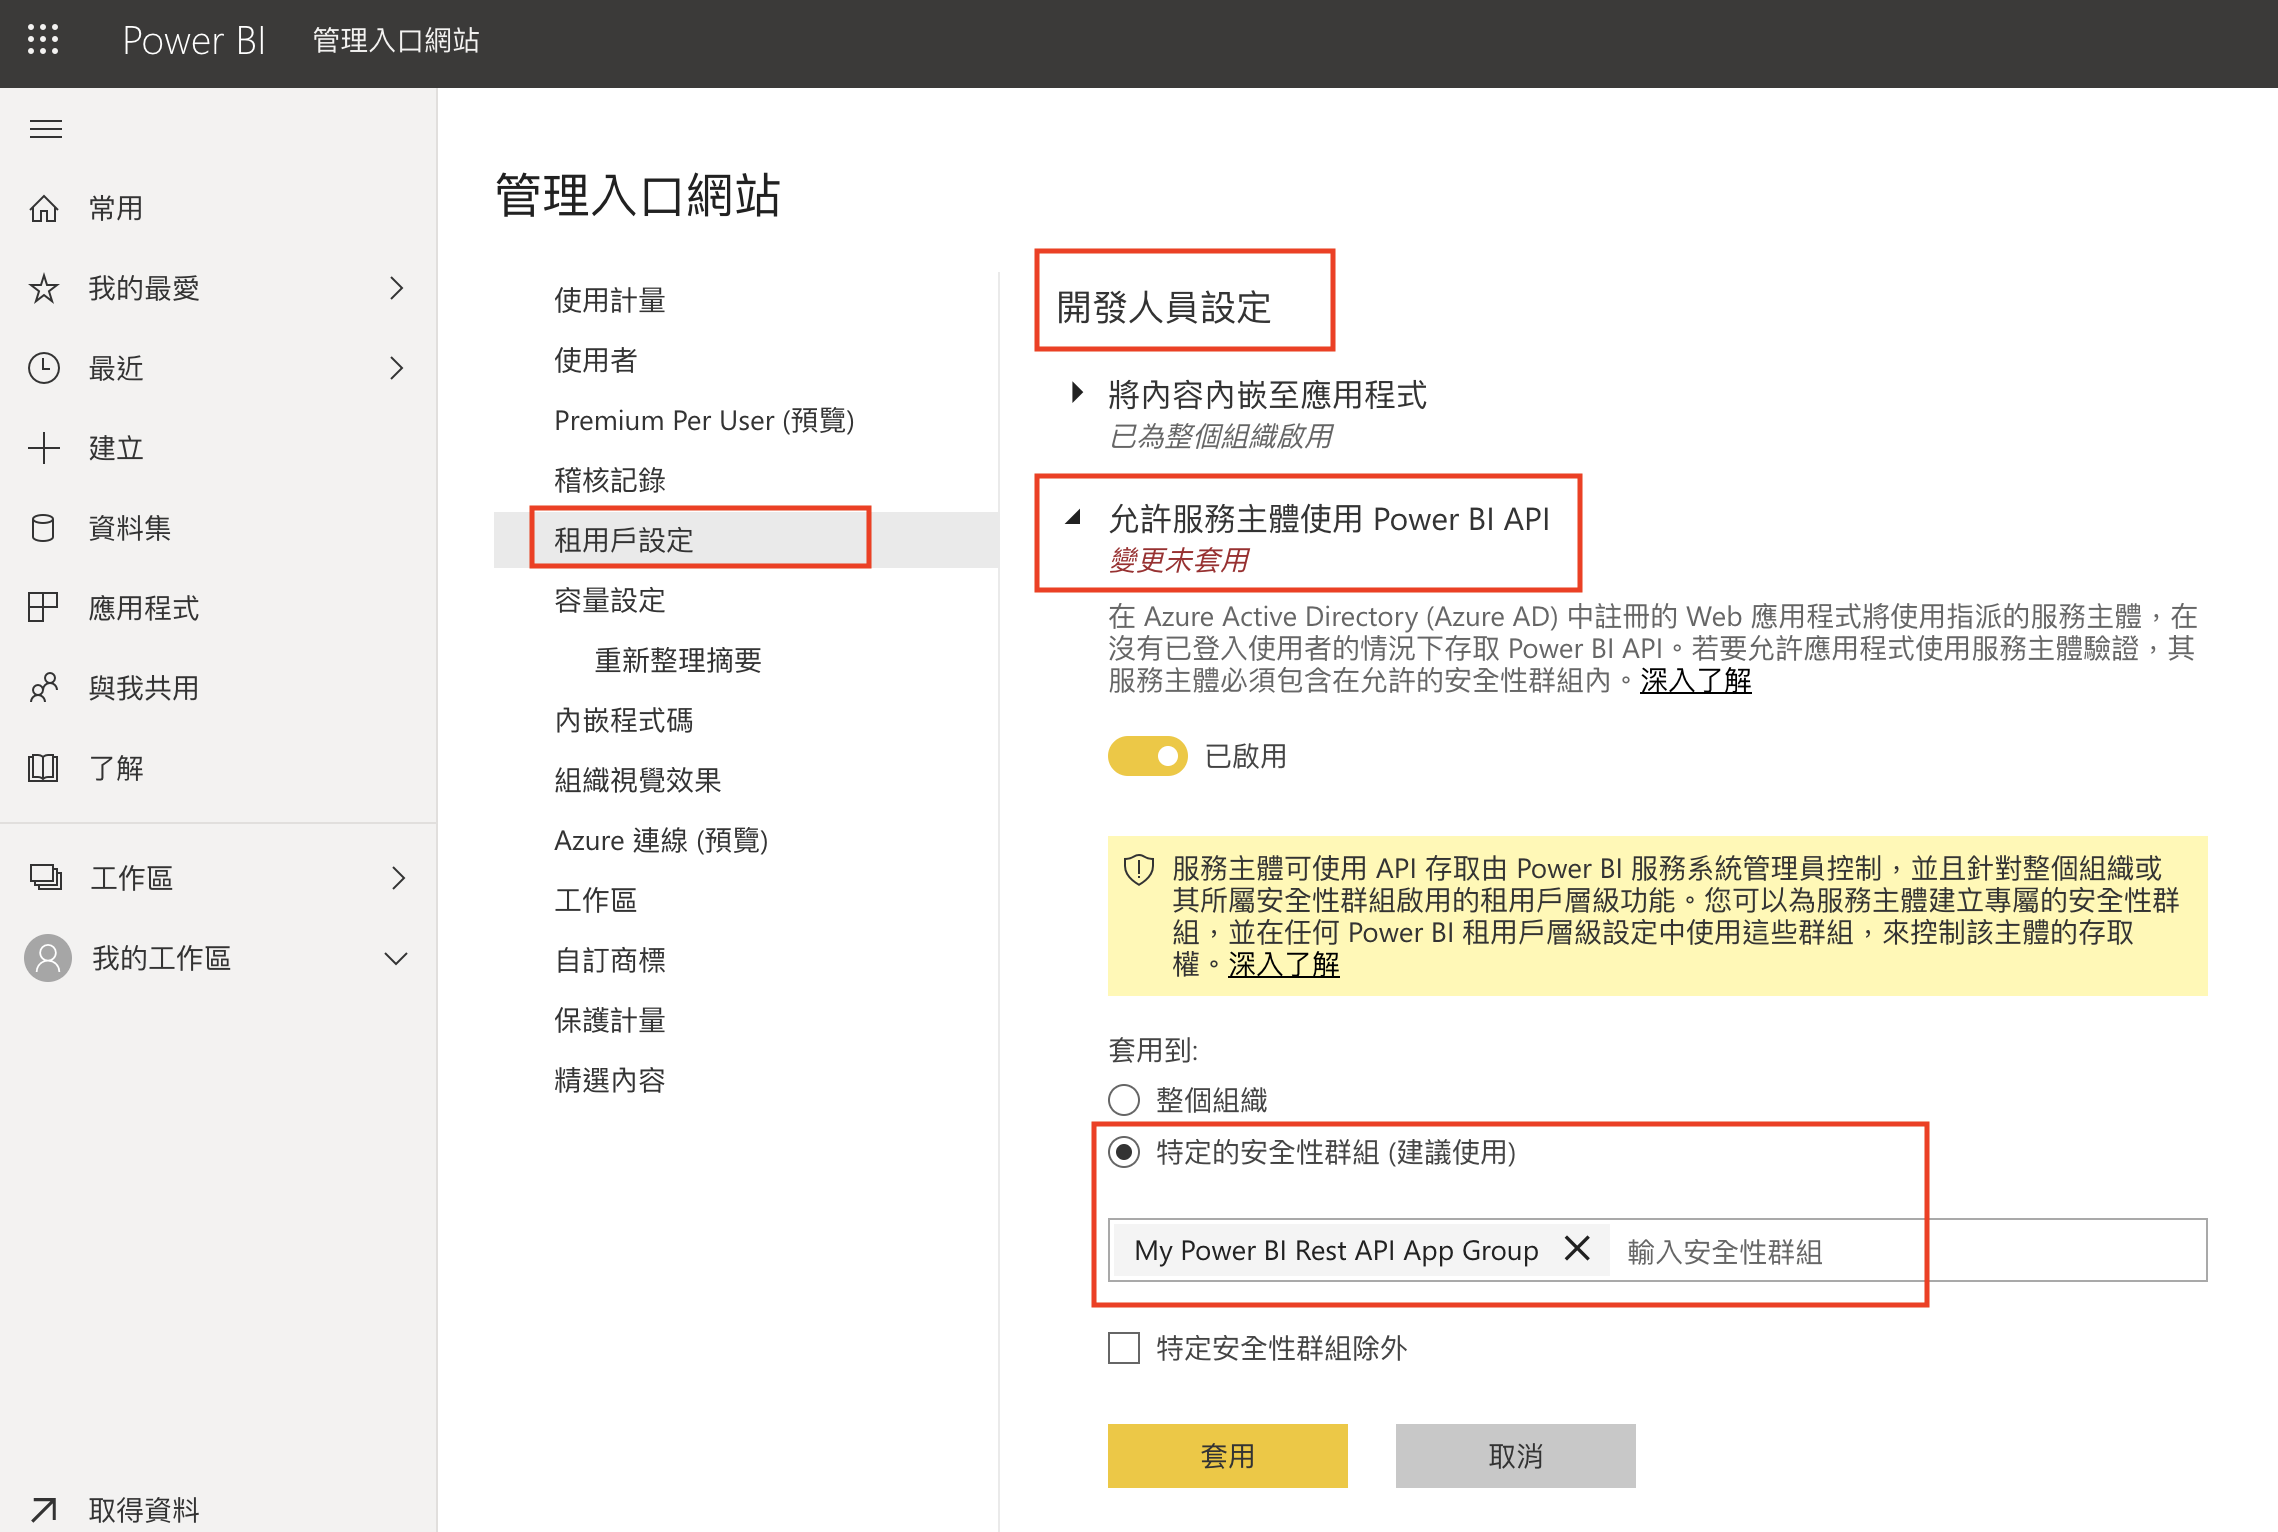 Power BI 管理入口網站
常用
我的最愛
最近
建立
資料集
應用程式
與我共用
了解
工作區
我的工作區
取得資料
管理入口網站
使用計量
使用者
Premium Per User (預覽)
稽核記錄
租用戶設定
容量設定
重新整理摘要
內嵌程式碼
組織視覺效果
Azure 連線 (預覽)
工作區
自訂商標
保護計量
精選內容
開發人員設定
將內容內嵌至應用程式
已為整個組織啟用
允許服務主體使用 Power BI API
變更未套用
在 Azure Active Directory (Azure AD) 中註冊的 Web 應用程式將使用指派的服務主體，在
沒有已登入使用者的情況下存取 Power BI API。若要允許應用程式使用服務主體驗證，其
服務主體必須包含在允許的安全性群組內。深入了解
已啟用
服務主體可使用 API 存取由 Power BI 服務系統管理員控制，並且針對整個組織或
其所屬安全性群組啟用的租用戶層級功能。您可以為服務主體建立專屬的安全性群
組，並在任何 Power BI 租用戶層級設定中使用這些群組，來控制該主體的存取
權。深入了解
套用到:
整個組織
特定的安全性群組 (建議使用)
My Power BI Rest API App Group 輸入安全性群組
特定安全性群組除外
套用 取消